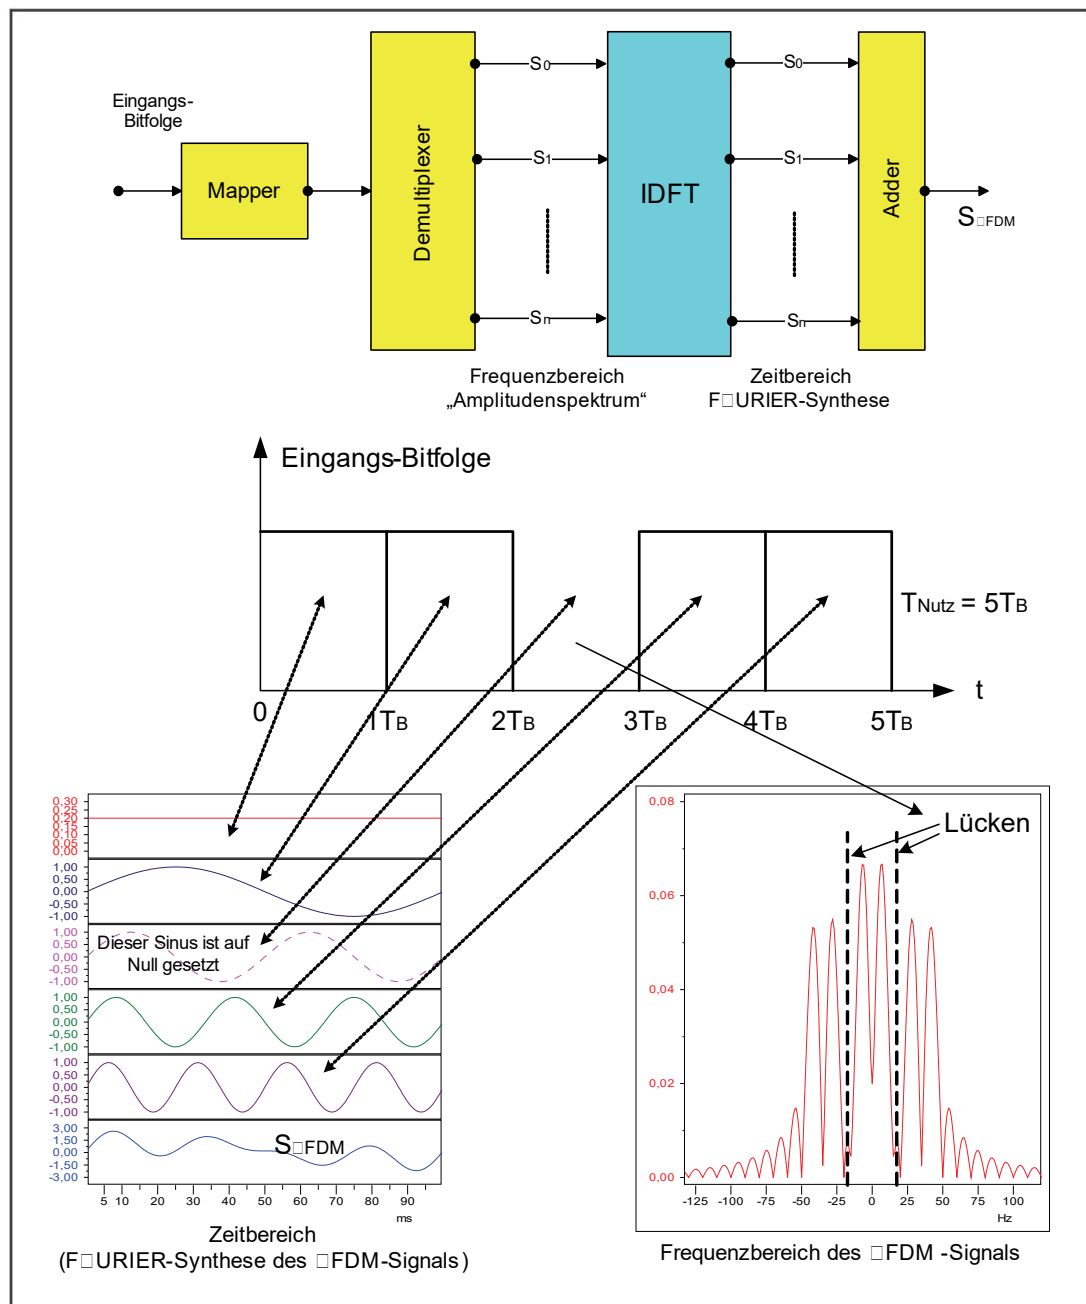 Eingangs-
Bitfolge
Mapper
Demultiplexer
S0
S1
Sn
IDFT
S0
S1
Sn
Adder
S□FDM
Frequenzbereich
„Amplitudenspektrum“
Zeitbereich
F□URIER-Synthese
Eingangs-Bitfolge
TNutz = 5TB
t
0
1TB
2TB
3TB
4TB
5TB
0,30
0,25
0,20
0,15
0,10
0,05
0,00
1,00
0,50
0,00
-0,50
-1,00
1,00
0,50
0,00
-0,50
-1,00
Dieser Sinus ist auf
Null gesetzt
1,00
0,50
0,00
-0,50
-1,00
1,00
0,50
0,00
-0,50
-1,00
3,00
1,50
0,00
-1,50
-3,00
S□FDM
5 10 20 30 40 50 60 70 80 90
ms
Zeitbereich
(F□URIER-Synthese des □FDM-Signals)
0,08
0,06
0,04
0,02
0,00
Lücken
-125 -100 -75 -50 -25 0 25 50 75 100
Hz
Frequenzbereich des □FDM -Signals